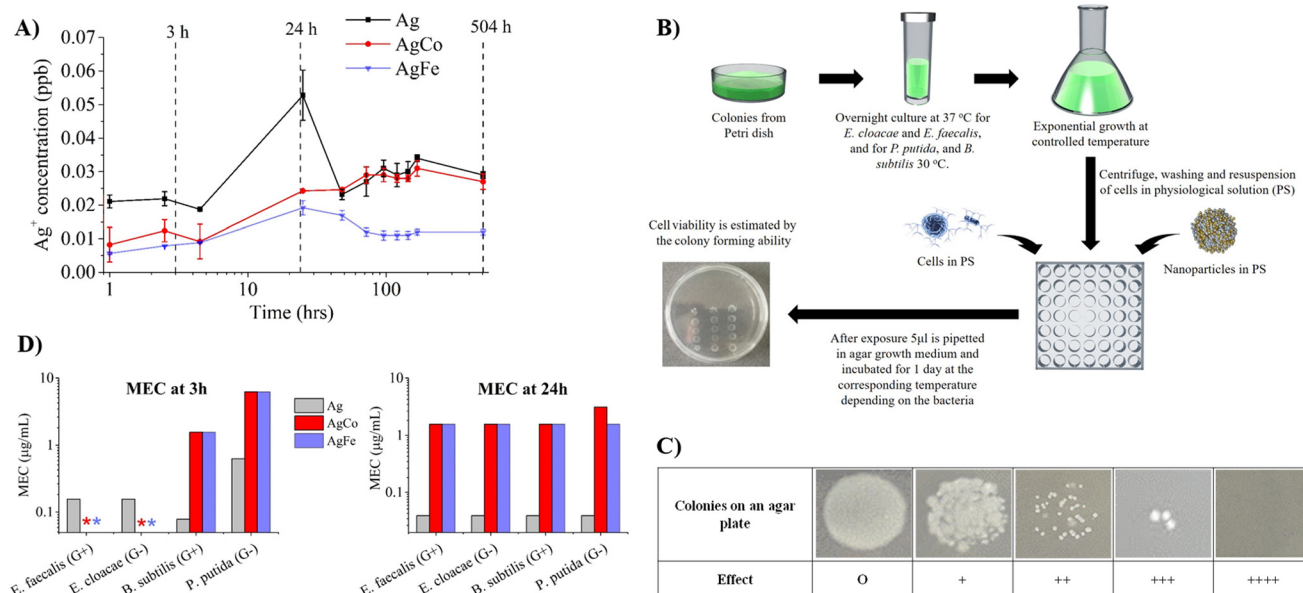 A)
3 h
24 h
504 h
Ag
AgCo
AgFe
Ag+ concentration (ppb)
0.07
0.06
0.05
0.04
0.03
0.02
0.01
0.00
1
10
100
Time (hrs)
B)
Colonies from
Petri dish
Overnight culture at 37 °C for
E. cloacae and E. faecalis,
and for P. putida, and B.
subtilis 30 °C.
Exponential growth at
controlled temperature
Centrifuge, washing and resuspension
of cells in physiological solution (PS)
Cells in PS
Nanoparticles in PS
Cell viability is estimated by
the colony forming ability
After exposure 5µl is pipetted
in agar growth medium and
incubated for 1 day at the
corresponding temperature
depending on the bacteria
D)
MEC at 3h
MEC (µg/mL)
10
1
0.1
**
**
E. faecalis (G+)
E. cloacae (G-)
B. subtilis (G+)
P. putida (G-)
Ag
AgCo
AgFe
MEC at 24h
MEC (µg/mL)
10
1
0.1
E. faecalis (G+)
E. cloacae (G-)
B. subtilis (G+)
P. putida (G-)
C)
Colonies on an agar
plate
Effect O + ++ +++ ++++